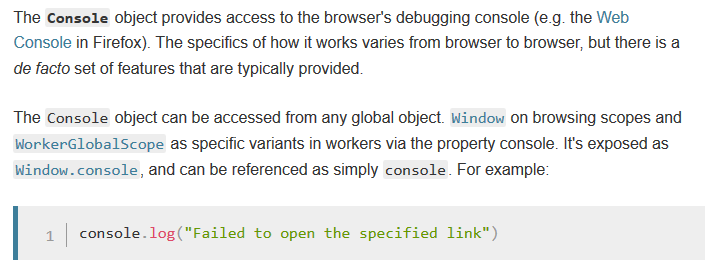 The Console object provides access to the browser's debugging console (e.g. the Web
Console in Firefox). The specifics of how it works varies from browser to browser, but there is a
de facto set of features that are typically provided.
The Console object can be accessed from any global object. Window on browsing scopes and
WorkerGlobalScope as specific variants in workers via the property console. It's exposed as
Window.console, and can be referenced as simply console. For example:
1 console.log("Failed to open the specified link")